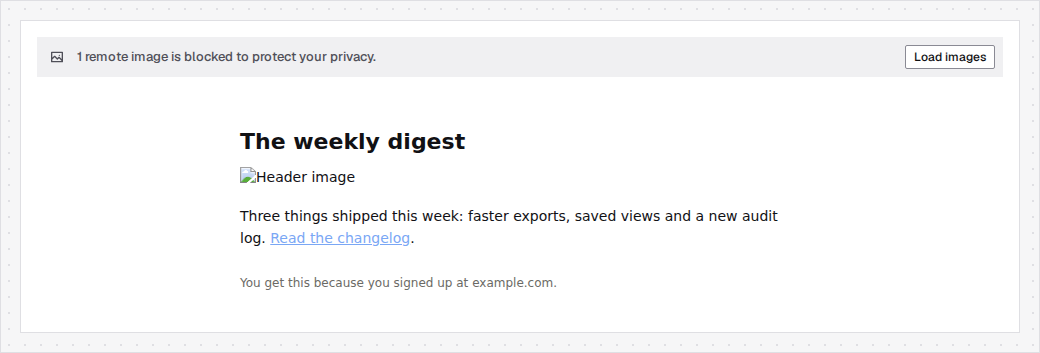 1 remote image is blocked to protect your privacy.
Load images
The weekly digest
Header image
Three things shipped this week: faster exports, saved views and a new audit
log. Read the changelog.
You get this because you signed up at example.com.